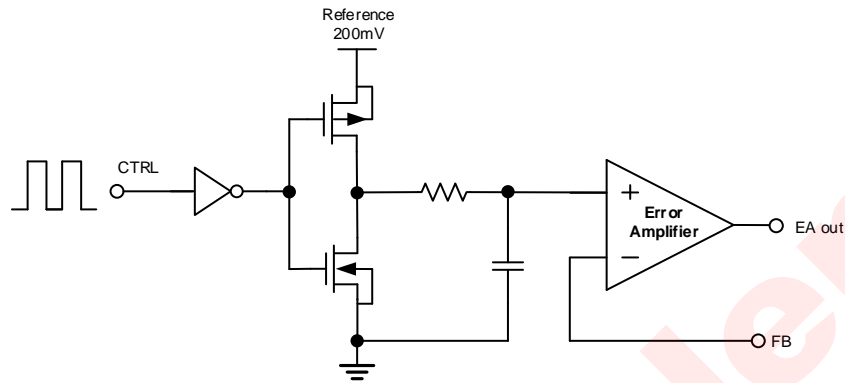 Reference
200mV
CTRL
+
Error
Amplifier
−
EA out
FB